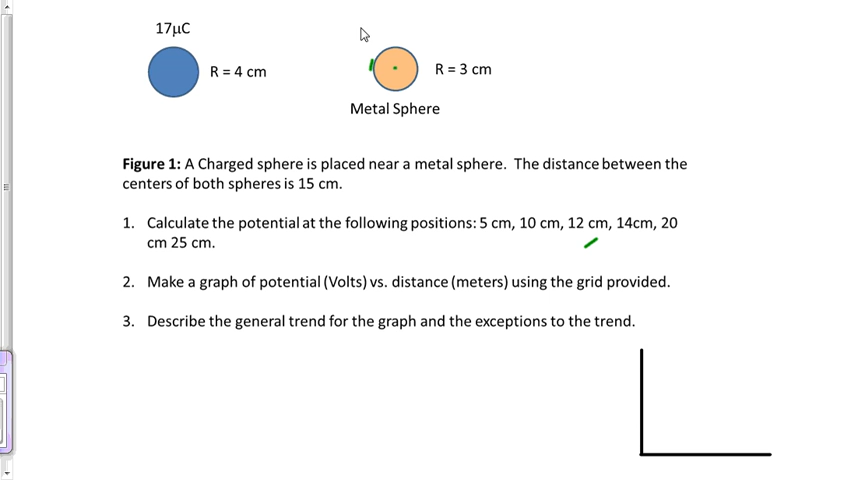 17µC
R = 4 cm
R = 3 cm
Metal Sphere
Figure 1: A Charged sphere is placed near a metal sphere. The distance between the
centers of both spheres is 15 cm.
1. Calculate the potential at the following positions: 5 cm, 10 cm, 12 cm, 14cm, 20
cm 25 cm.
2. Make a graph of potential (Volts) vs. distance (meters) using the grid provided.
3. Describe the general trend for the graph and the exceptions to the trend.